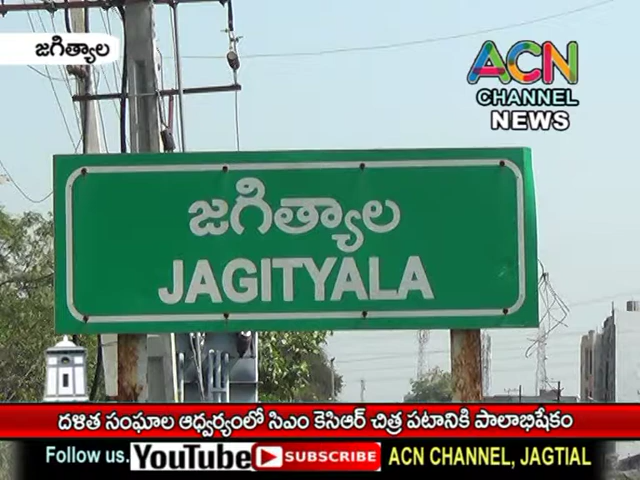 జగిత్యాల
ACN
CHANNEL
NEWS
జగిత్యాల
JAGITYALA
దళిత సంఘాల ఆధ్వర్యంలో సిఎం కెసిఆర్ చిత్ర పటానికి పాలాభిషేకం
Follow us. YouTube SUBSCRIBE ACN CHANNEL, JAGTIAL